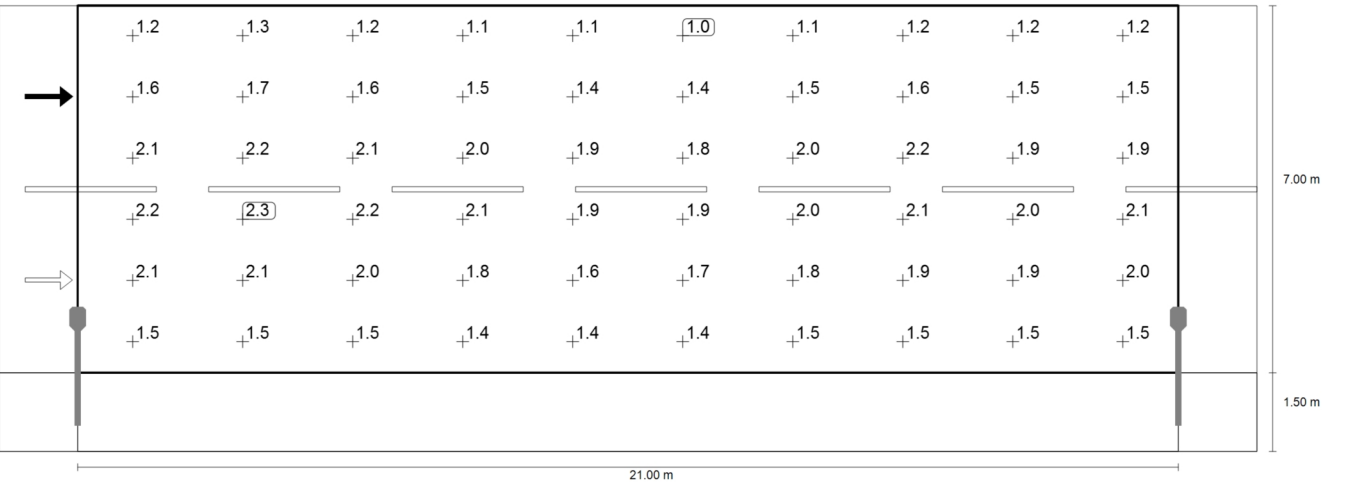 1.2 1.3 1.2 1.1 1.1 1.0 1.1 1.2 1.2 1.2
1.6 1.7 1.6 1.5 1.4 1.4 1.5 1.6 1.5 1.5
2.1 2.2 2.1 2.0 1.9 1.8 2.0 2.2 1.9 1.9
7.00 m
2.2 2.3 2.2 2.1 1.9 1.9 2.0 2.1 2.0 2.1
2.1 2.1 2.0 1.8 1.6 1.7 1.8 1.9 1.9 2.0
1.5 1.5 1.5 1.4 1.4 1.4 1.5 1.5 1.5 1.5
1.50 m
21.00 m